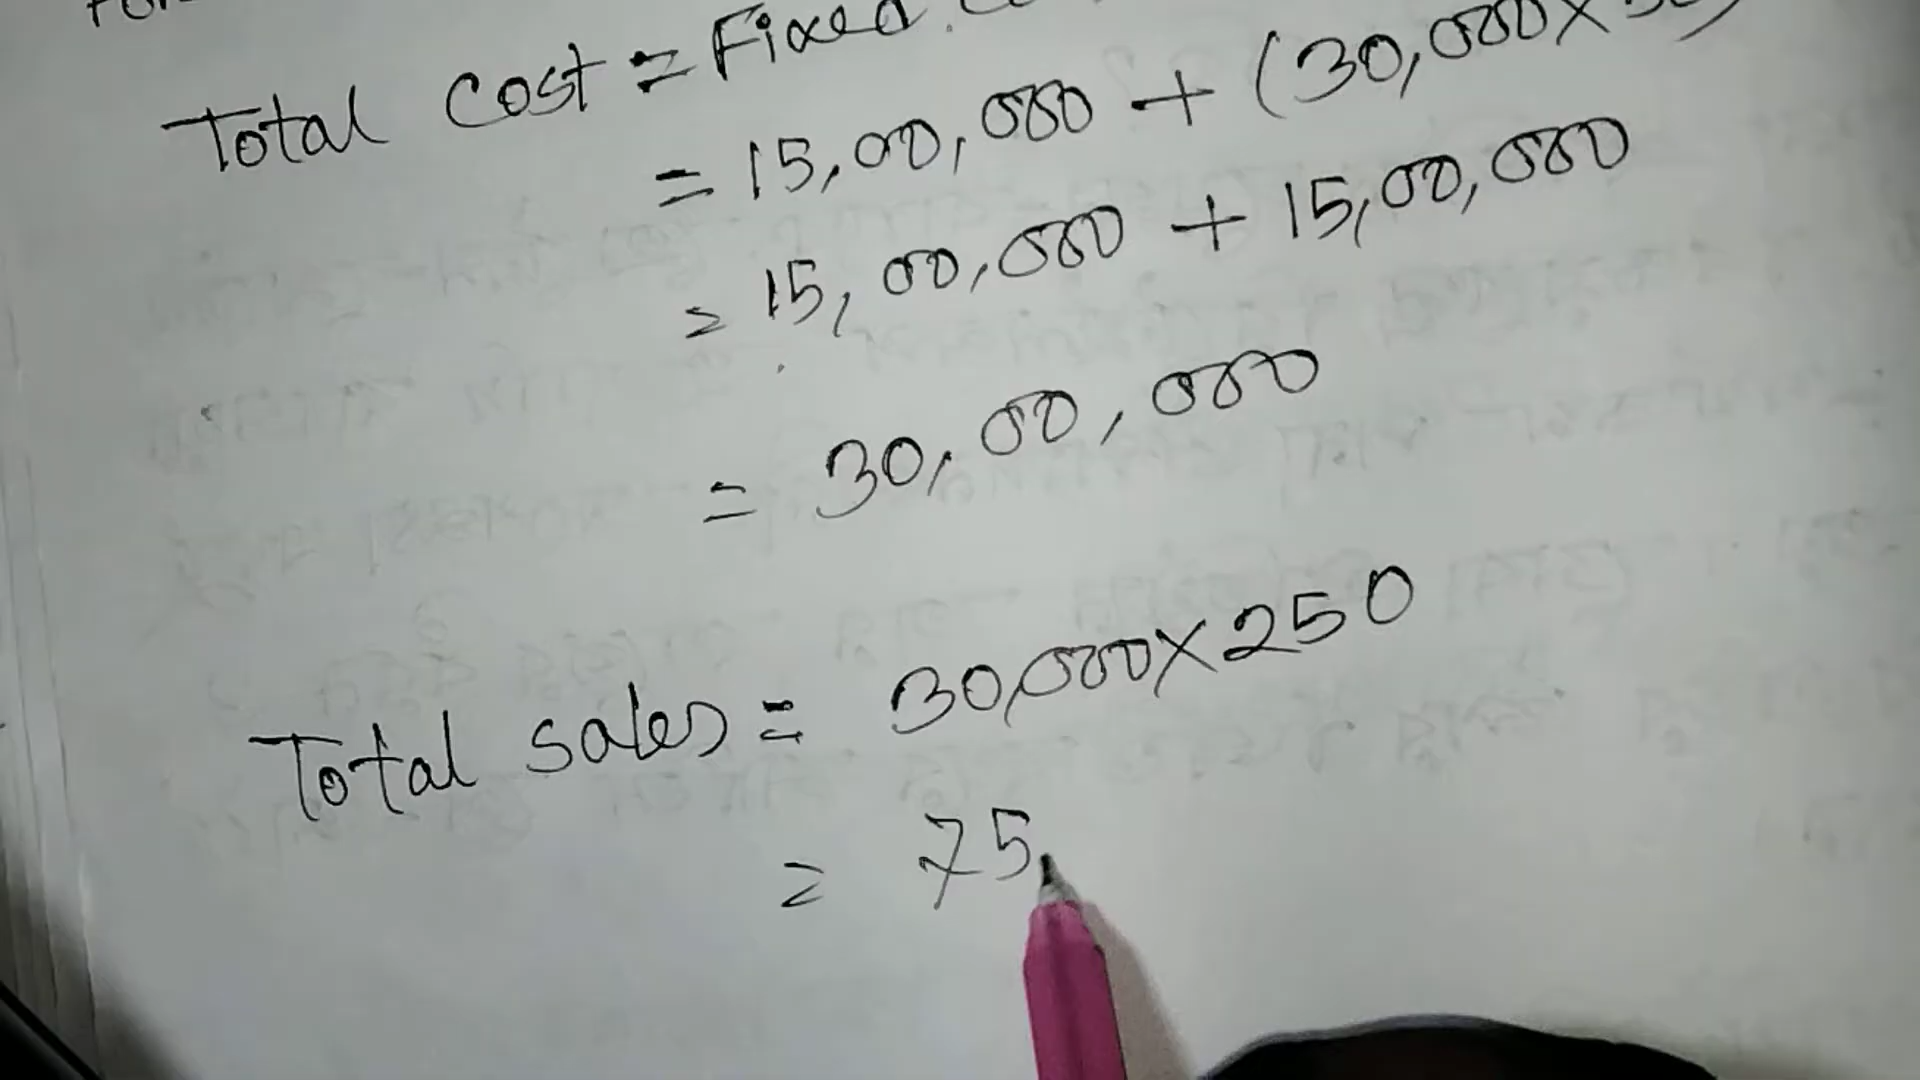 Total Cost = Fixed
= 15,00,000 + (30,000×
= 15,00,000 + 15,00,000
= 30,00,000
Total sales = 30,000×250
= 75